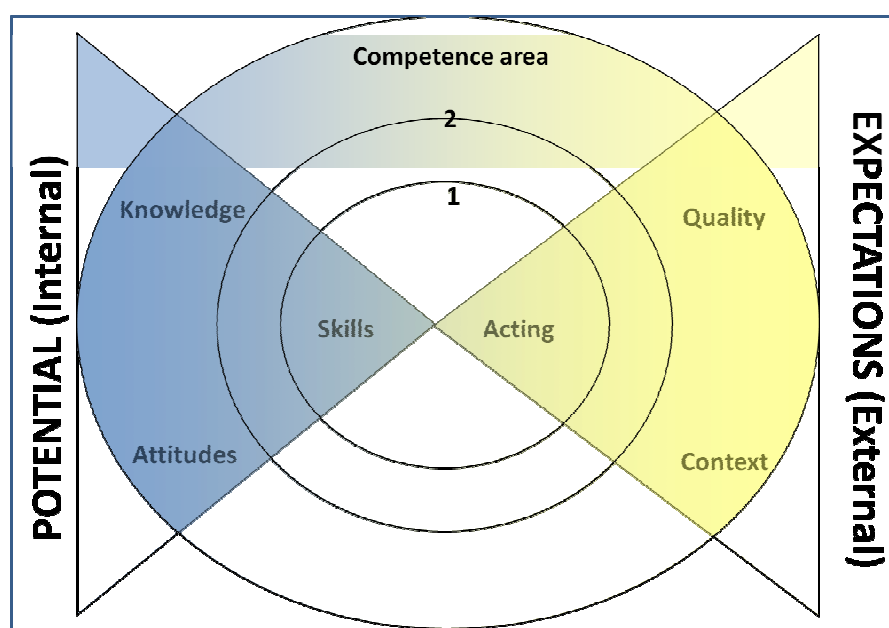 Competence area
2
1
Knowledge
Quality
Skills
Acting
Attitudes
Context
POTENTIAL (Internal)
EXPECTATIONS (External)